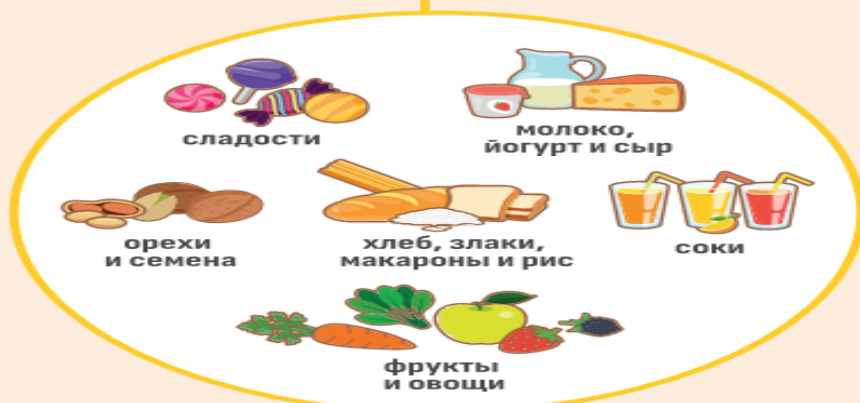 сладости
молоко,
йогурт и сыр
орехи
и семена
хлеб, злаки,
макароны и рис
соки
фрукты
и овощи